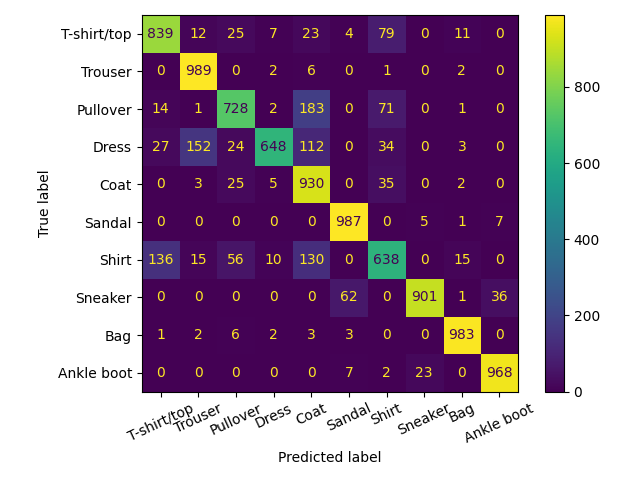 T-shirt/top 839 12 25 7 23 4 79 0 11 0
Trouser 0 989 0 2 6 0 1 0 2 0
Pullover 14 1 728 2 183 0 71 0 1 0
Dress 27 152 24 648 112 0 34 0 3 0
Coat 0 3 25 5 930 0 35 0 2 0
Sandal 0 0 0 0 0 987 0 5 1 7
Shirt 136 15 56 10 130 0 638 0 15 0
Sneaker 0 0 0 0 0 62 0 901 1 36
Bag 1 2 6 2 3 3 0 0 983 0
Ankle boot 0 0 0 0 0 7 2 23 0 968
T-shirt/top Trouser Pullover Dress Coat Sandal Shirt Sneaker Bag Ankle boot
Predicted label
True label
800
600
400
200
0